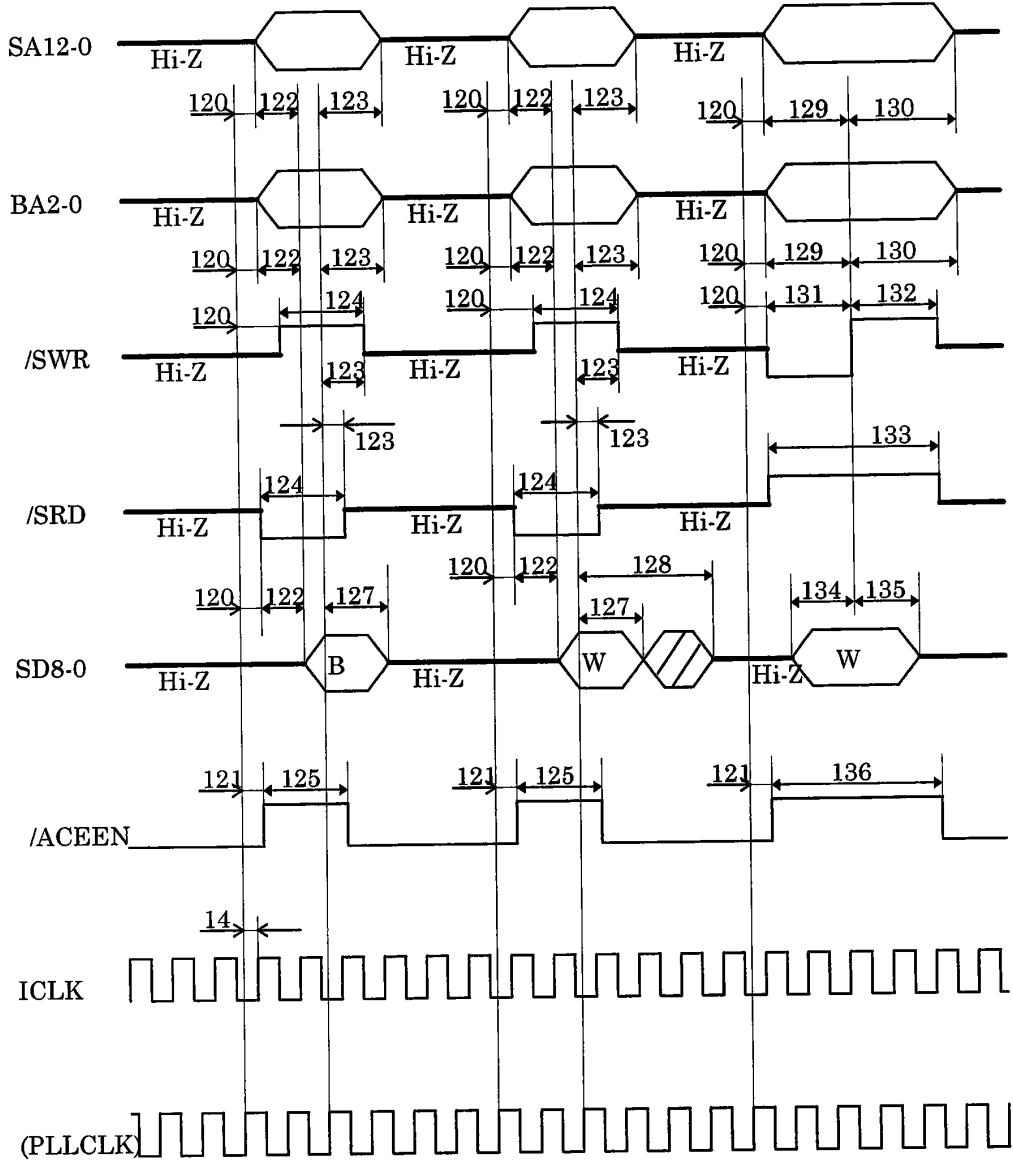 SA12-0
Hi-Z Hi-Z Hi-Z
120 122 123 120 122 123 120 129 130
BA2-0
Hi-Z Hi-Z Hi-Z
120 122 123 120 122 123 120 129 130
120 124 120 124 120 131 132
/SWR
Hi-Z 123 Hi-Z 123 Hi-Z
123 123
133
124 124
/SRD
Hi-Z Hi-Z Hi-Z
120 122 128
120 122 127 127 134 135
SD8-0
B W W
Hi-Z Hi-Z Hi-Z
121 125 121 125 121 136
/ACEEN
14
ICLK
(PLLCLK)